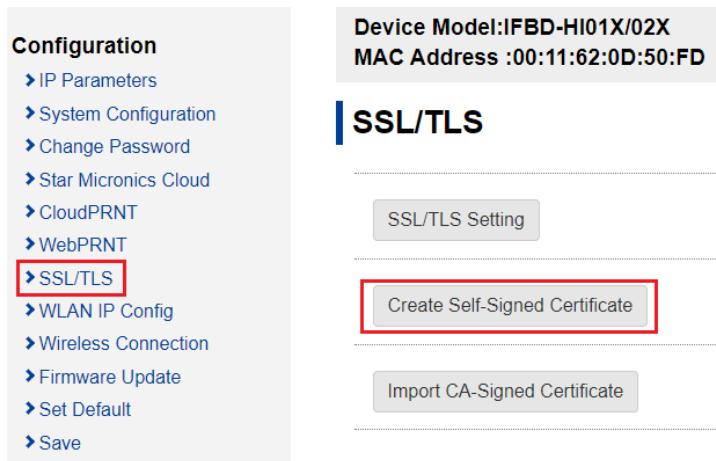 Configuration
IP Parameters
System Configuration
Change Password
Star Micronics Cloud
CloudPRNT
WebPRNT
SSL/TLS
WLAN IP Config
Wireless Connection
Firmware Update
Set Default
Save
Device Model:IFBD-HI01X/02X
MAC Address :00:11:62:0D:50:FD
SSL/TLS
SSL/TLS Setting
Create Self-Signed Certificate
Import CA-Signed Certificate